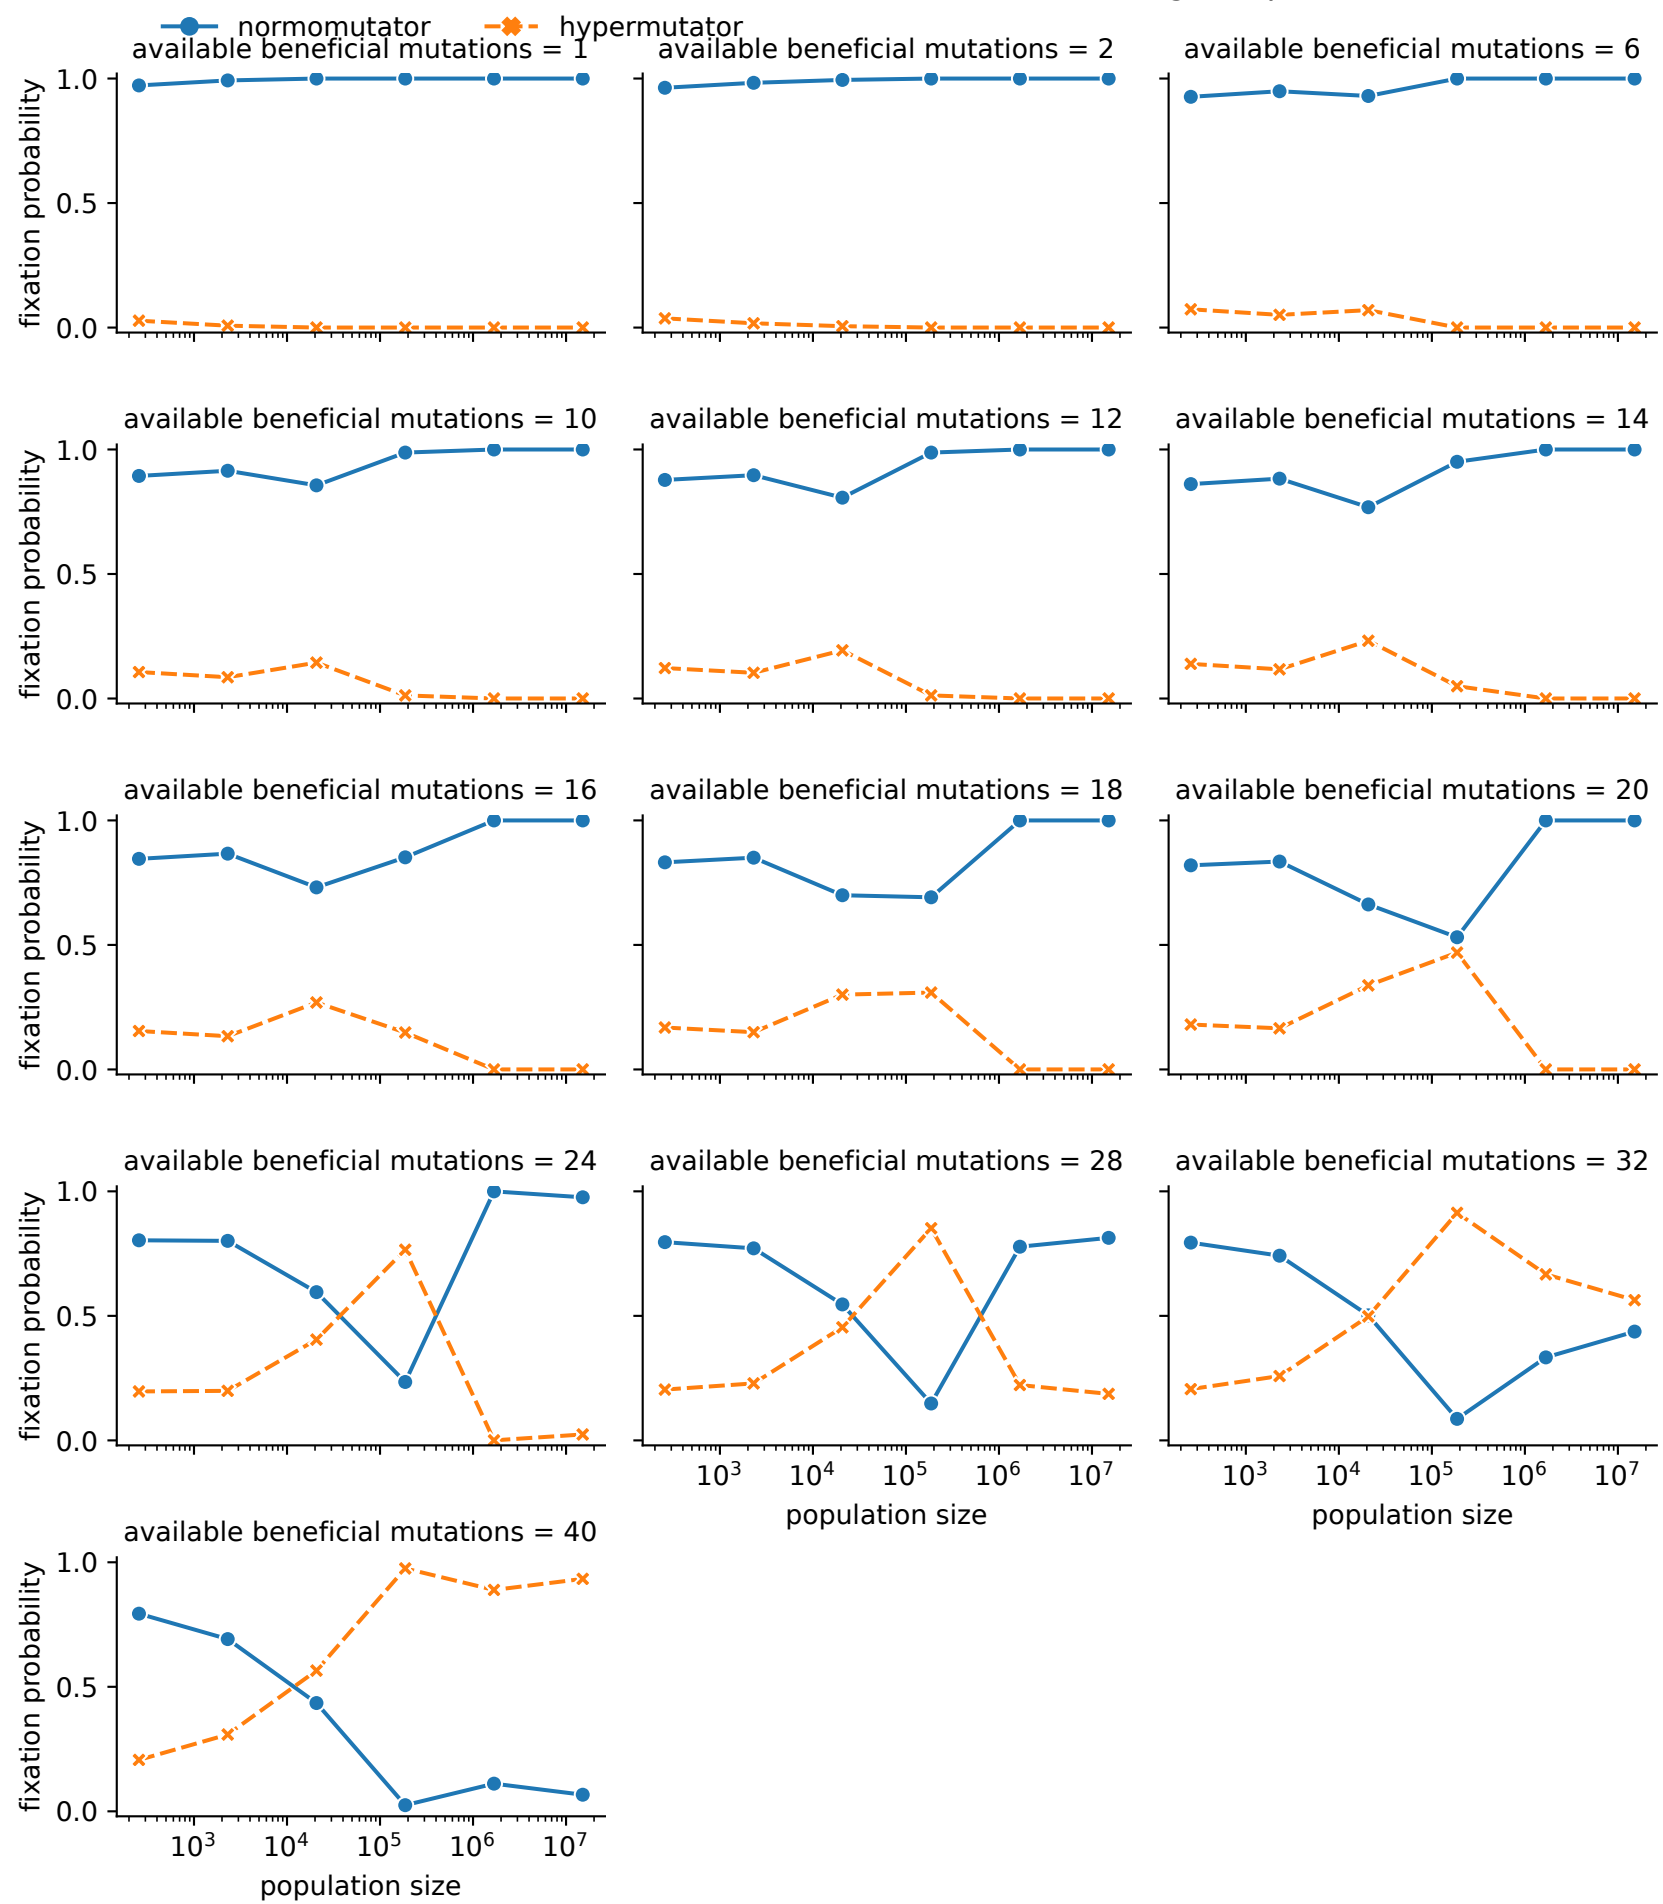 normomutator hypermutator
available beneficial mutations = 1 available beneficial mutations = 2 available beneficial mutations = 6
fixation probability
1.0
0.5
0.0
available beneficial mutations = 10 available beneficial mutations = 12 available beneficial mutations = 14
fixation probability
1.0
0.5
0.0
available beneficial mutations = 16 available beneficial mutations = 18 available beneficial mutations = 20
fixation probability
1.0
0.5
0.0
available beneficial mutations = 24 available beneficial mutations = 28 available beneficial mutations = 32
fixation probability
1.0
0.5
0.0
10³ 10⁴ 10⁵ 10⁶ 10⁷ 10³ 10⁴ 10⁵ 10⁶ 10⁷
population size population size
available beneficial mutations = 40
fixation probability
1.0
0.5
0.0
10³ 10⁴ 10⁵ 10⁶ 10⁷
population size